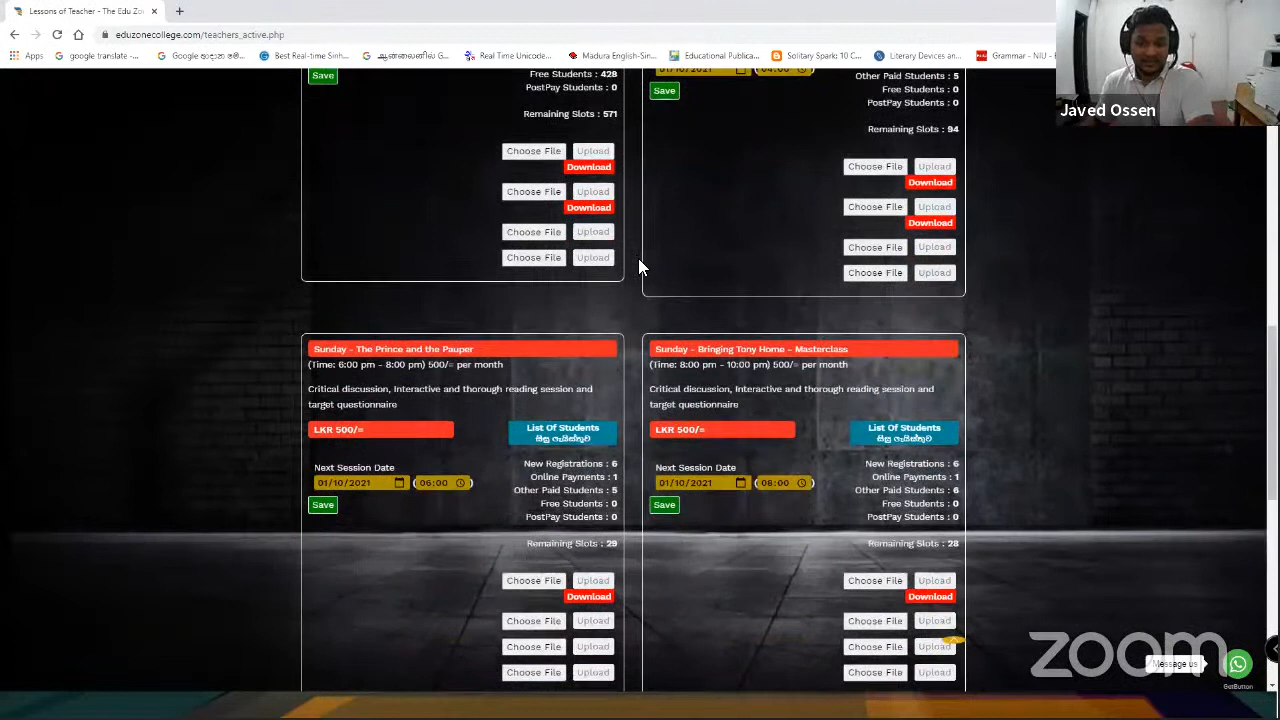 Lessons of Teacher - The Edu Zon
eduzonecollege.com/teachers_active.php
Apps
google translate -...
Best Real-time Sinh...
Real Time Unicode...
Madura English-Sin...
Educational Publica...
Solitary Spark: 10 C...
Literary Devices an...
Grammar - NIU - E
Javed Ossen
Save
Free Students : 428
PostPay Students : 0
Remaining Slots : 571
Choose File Upload
Download
Choose File Upload
Download
Choose File Upload
Choose File Upload
01/10/2021 (04:00 )
Save
Other Paid Students : 5
Free Students : 0
PostPay Students : 0
Remaining Slots : 94
Choose File Upload
Download
Choose File Upload
Download
Choose File Upload
Choose File Upload
Sunday - The Prince and the Pauper
(Time: 6:00 pm - 8:00 pm) 500/= per month
Critical discussion, Interactive and thorough reading session and
target questionnaire
LKR 500/=
List Of Students
Next Session Date
01/10/2021 (06:00 )
Save
New Registrations : 6
Online Payments : 1
Other Paid Students : 5
Free Students : 0
PostPay Students : 0
Remaining Slots : 29
Choose File Upload
Download
Choose File Upload
Choose File Upload
Choose File Upload
Sunday - Bringing Tony Home - Masterclass
(Time: 8:00 pm - 10:00 pm) 500/= per month
Critical discussion, Interactive and thorough reading session and
target questionnaire
LKR 500/=
List Of Students
Next Session Date
01/10/2021 (08:00 )
Save
New Registrations : 6
Online Payments : 1
Other Paid Students : 6
Free Students : 0
PostPay Students : 0
Remaining Slots : 28
Choose File Upload
Download
Choose File Upload
Choose File Upload
Choose File Upload
zoom
Message us
GetButton